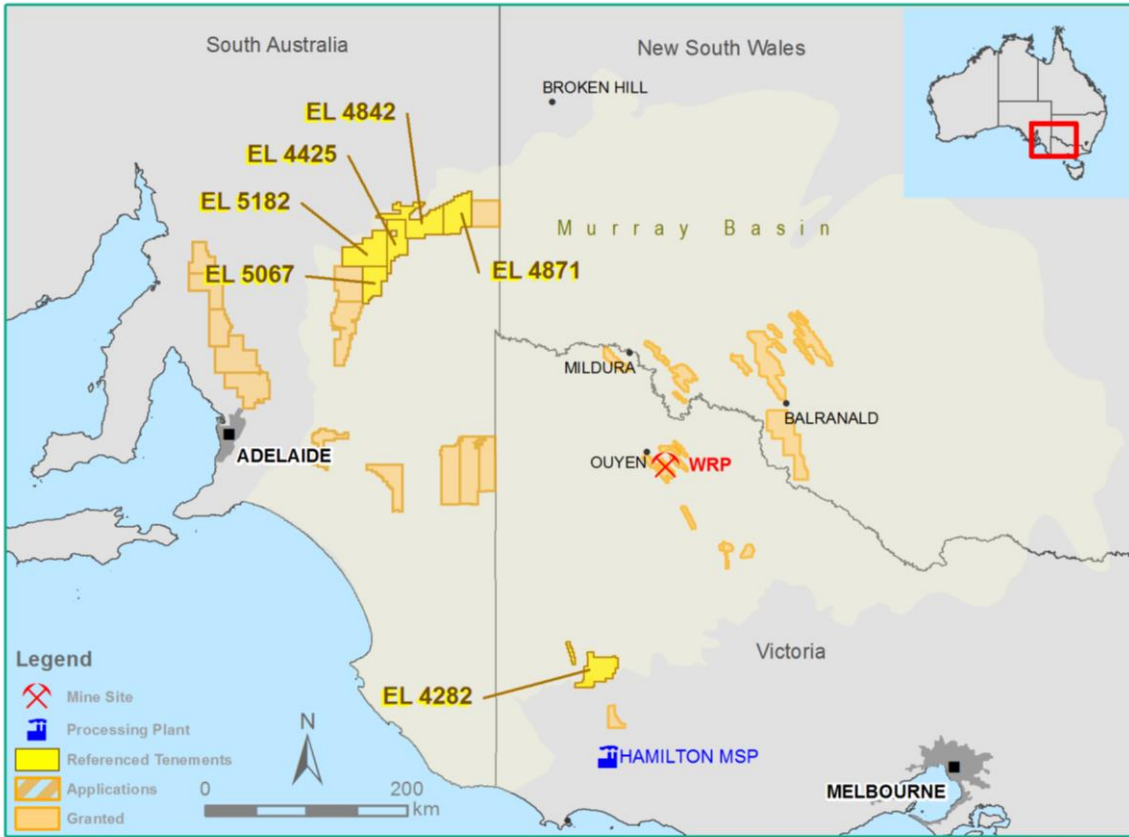 South Australia
New South Wales
BROKEN HILL
EL 4842
EL 4425
EL 5182
Murray Basin
EL 5067
EL 4871
MILDURA
BALRANALD
ADELAIDE
OUYEN
WRP
Victoria
EL 4282
HAMILTON MSP
MELBOURNE
Legend
Mine Site
Processing Plant
Referenced Tenements
Applications
Granted
N
0 200
km